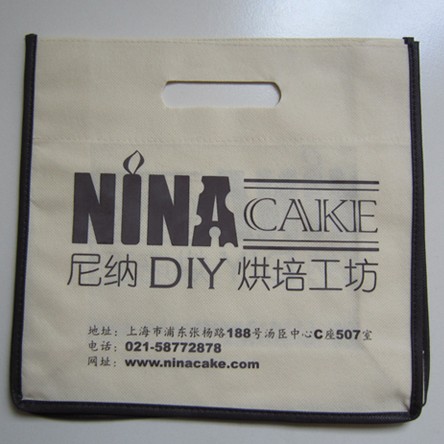 NINA CAKE
尼纳 DIY 烘培工坊
地址: 上海市浦东张杨路188号汤臣中心C座507室
电话: 021-58772878
网址: www.ninacake.com